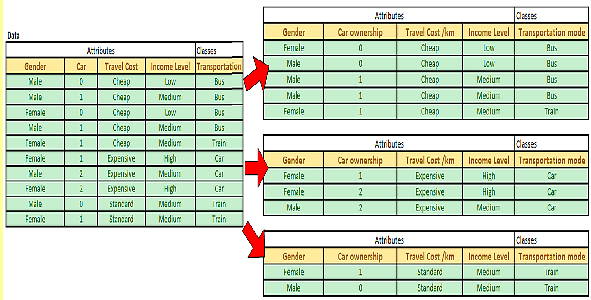 Data
Attributes Classes
Gender Car Travel Cost Income Level Transportation
Male 0 Cheap Low Bus
Male 1 Cheap Medium Bus
Female 0 Cheap Low Bus
Male 1 Cheap Medium Bus
Female 1 Cheap Medium Train
Female 1 Expensive High Car
Male 2 Expensive Medium Car
Female 2 Expensive High Car
Male 0 Standard Medium Train
Female 1 Standard Medium Train
Attributes Classes
Gender Car ownership Travel Cost /km Income Level Transportation mode
Female 0 Cheap Low Bus
Male 0 Cheap Low Bus
Male 1 Cheap Medium Bus
Male 1 Cheap Medium Bus
Female 1 Cheap Medium Train
Attributes Classes
Gender Car ownership Travel Cost /km Income Level Transportation mode
Female 1 Expensive High Car
Female 2 Expensive High Car
Male 2 Expensive Medium Car
Attributes Classes
Gender Car ownership Travel Cost /km Income Level Transportation mode
Female 1 Standard Medium Train
Male 0 Standard Medium Train